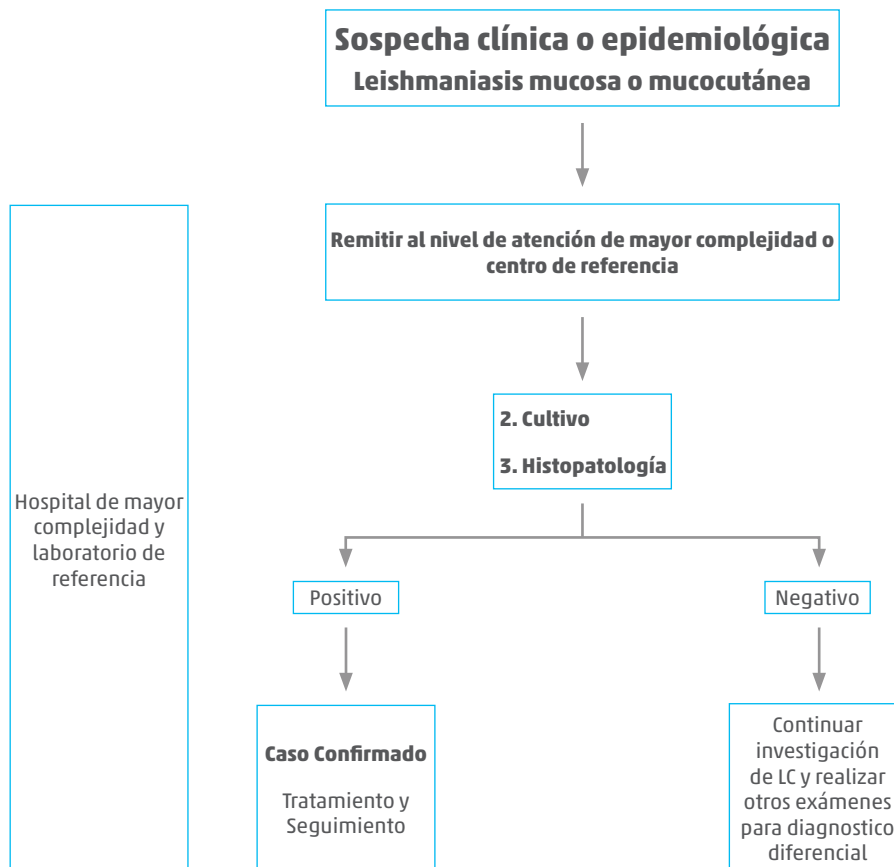 Sospecha clínica o epidemiológica
Leishmaniasis mucosa o mucocutánea
Remitir al nivel de atención de mayor complejidad o
centro de referencia
2. Cultivo
3. Histopatología
Hospital de mayor
complejidad y
laboratorio de
referencia
Positivo
Negativo
Caso Confirmado
Tratamiento y
Seguimiento
Continuar
investigación
de LC y realizar
otros exámenes
para diagnostico
diferencial